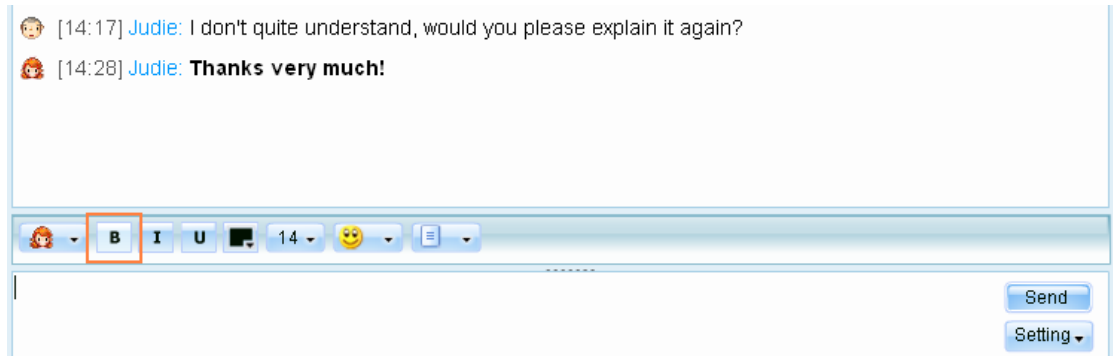 [14:17] Judie: I don't quite understand, would you please explain it again?
[14:28] Judie: Thanks very much!
B I U 14
Send
Setting